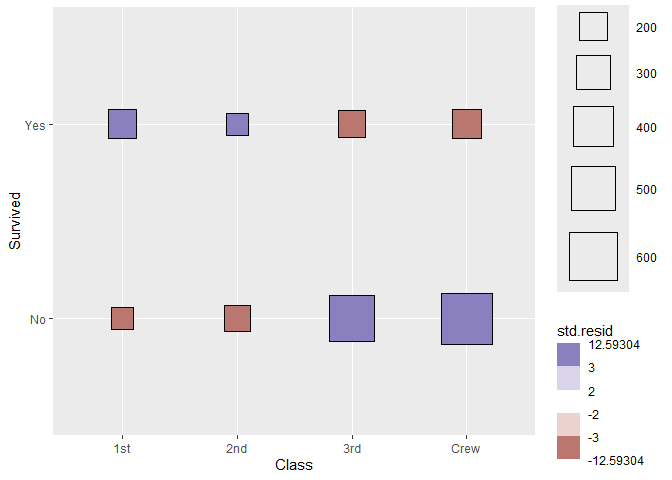 Survived
Yes
No
1st 2nd 3rd Crew
Class
200
300
400
500
600
std.resid
12.59304
3
2
-2
-3
-12.59304